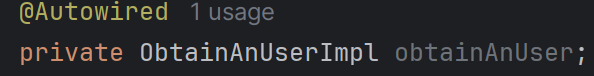 @Autowired 1 usage
private ObtainAnUserImpl obtainAnUser;